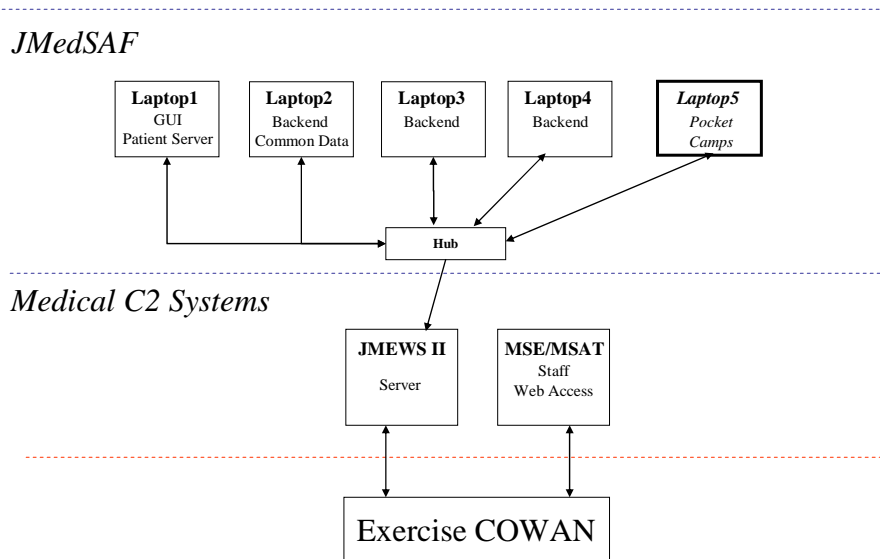 JMedSAF
Laptop1
GUI
Patient Server
Laptop2
Backend
Common Data
Laptop3
Backend
Laptop4
Backend
Laptop5
Pocket
Camps
Hub
Medical C2 Systems
JMEWS II
Server
MSE/MSAT
Staff
Web Access
Exercise COWAN